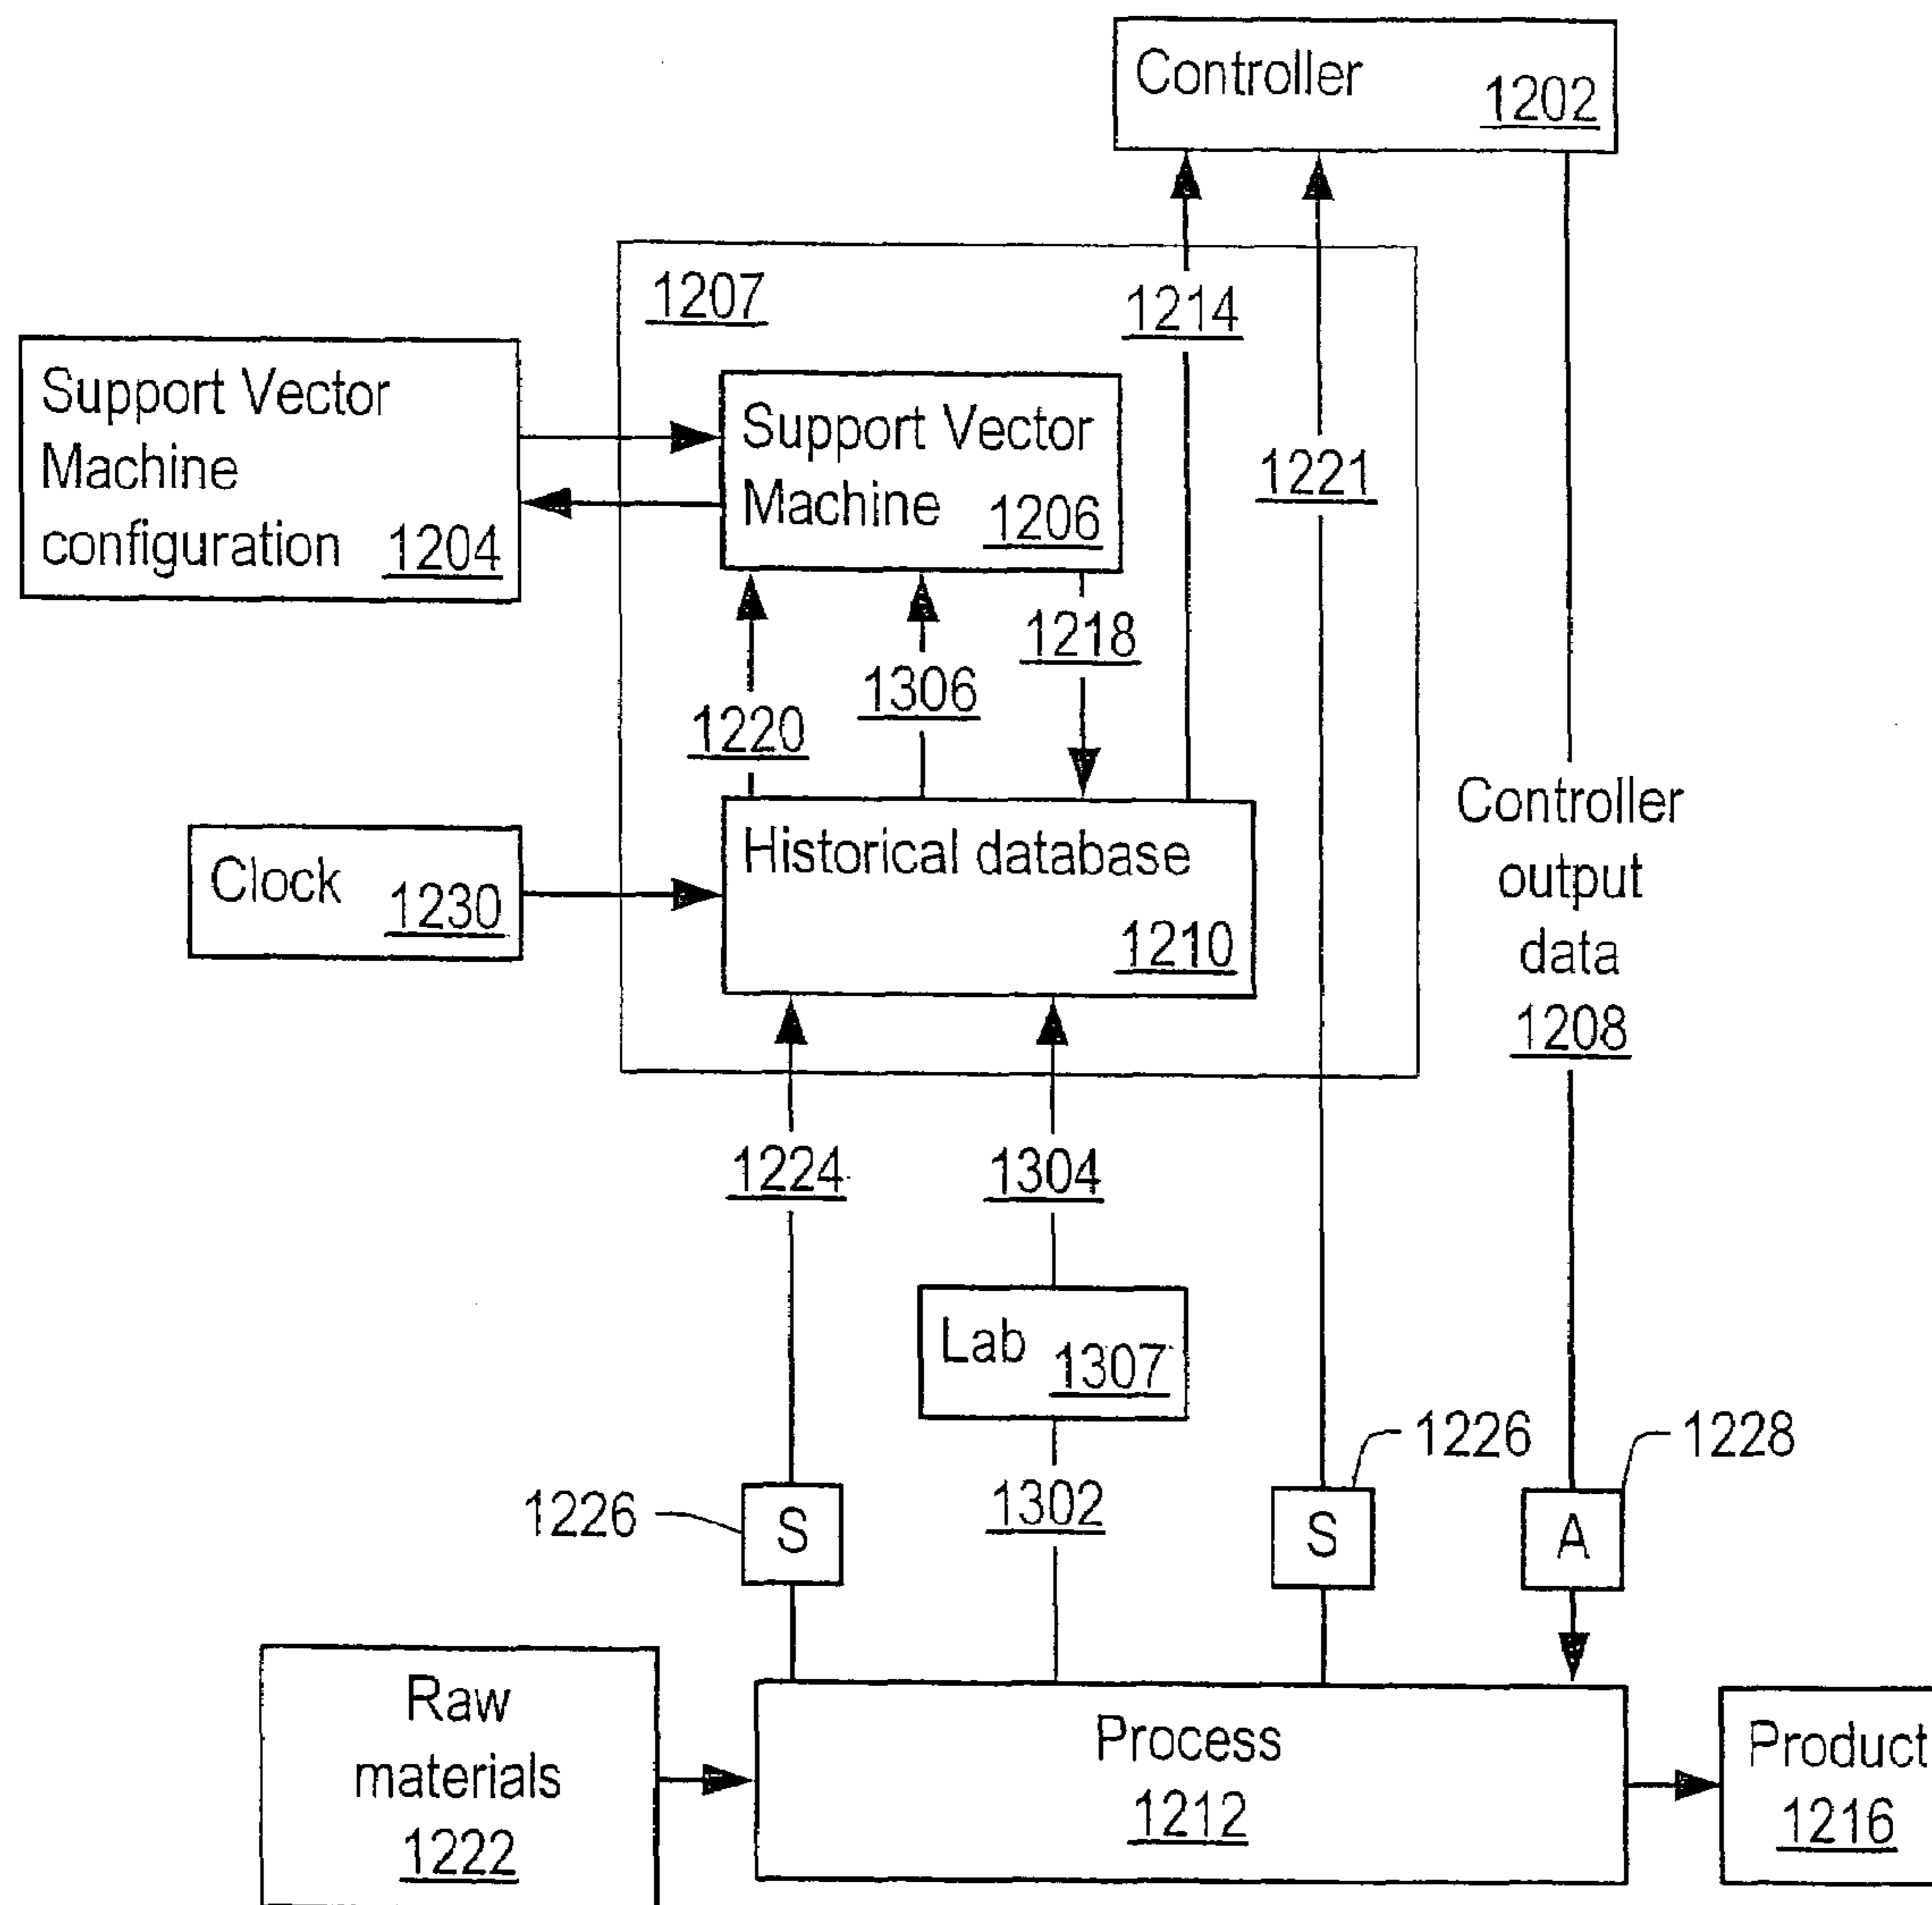 Controller
1202
1207
1214
Support Vector
Machine
configuration 1204
Support Vector
Machine 1206
1221
1218
1306
1220
Controller
output
data
1208
Clock 1230
Historical database
1210
1224
1304
Lab 1307
1226
S
1302
S
1226
A
1228
Raw
materials
1222
Process
1212
Product
1216